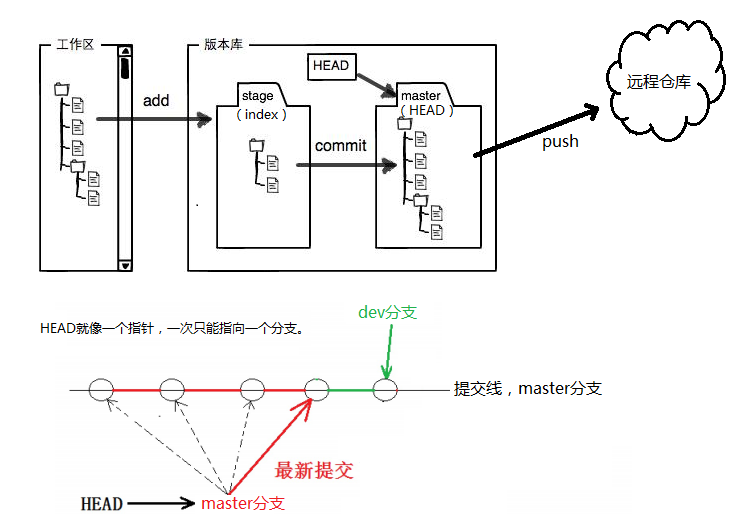 工作区
版本库
HEAD
远程仓库
add
stage
（index）
master
（HEAD）
commit
push
dev分支
HEAD就像一个指针，一次只能指向一个分支。
提交线，master分支
最新提交
HEAD
master分支